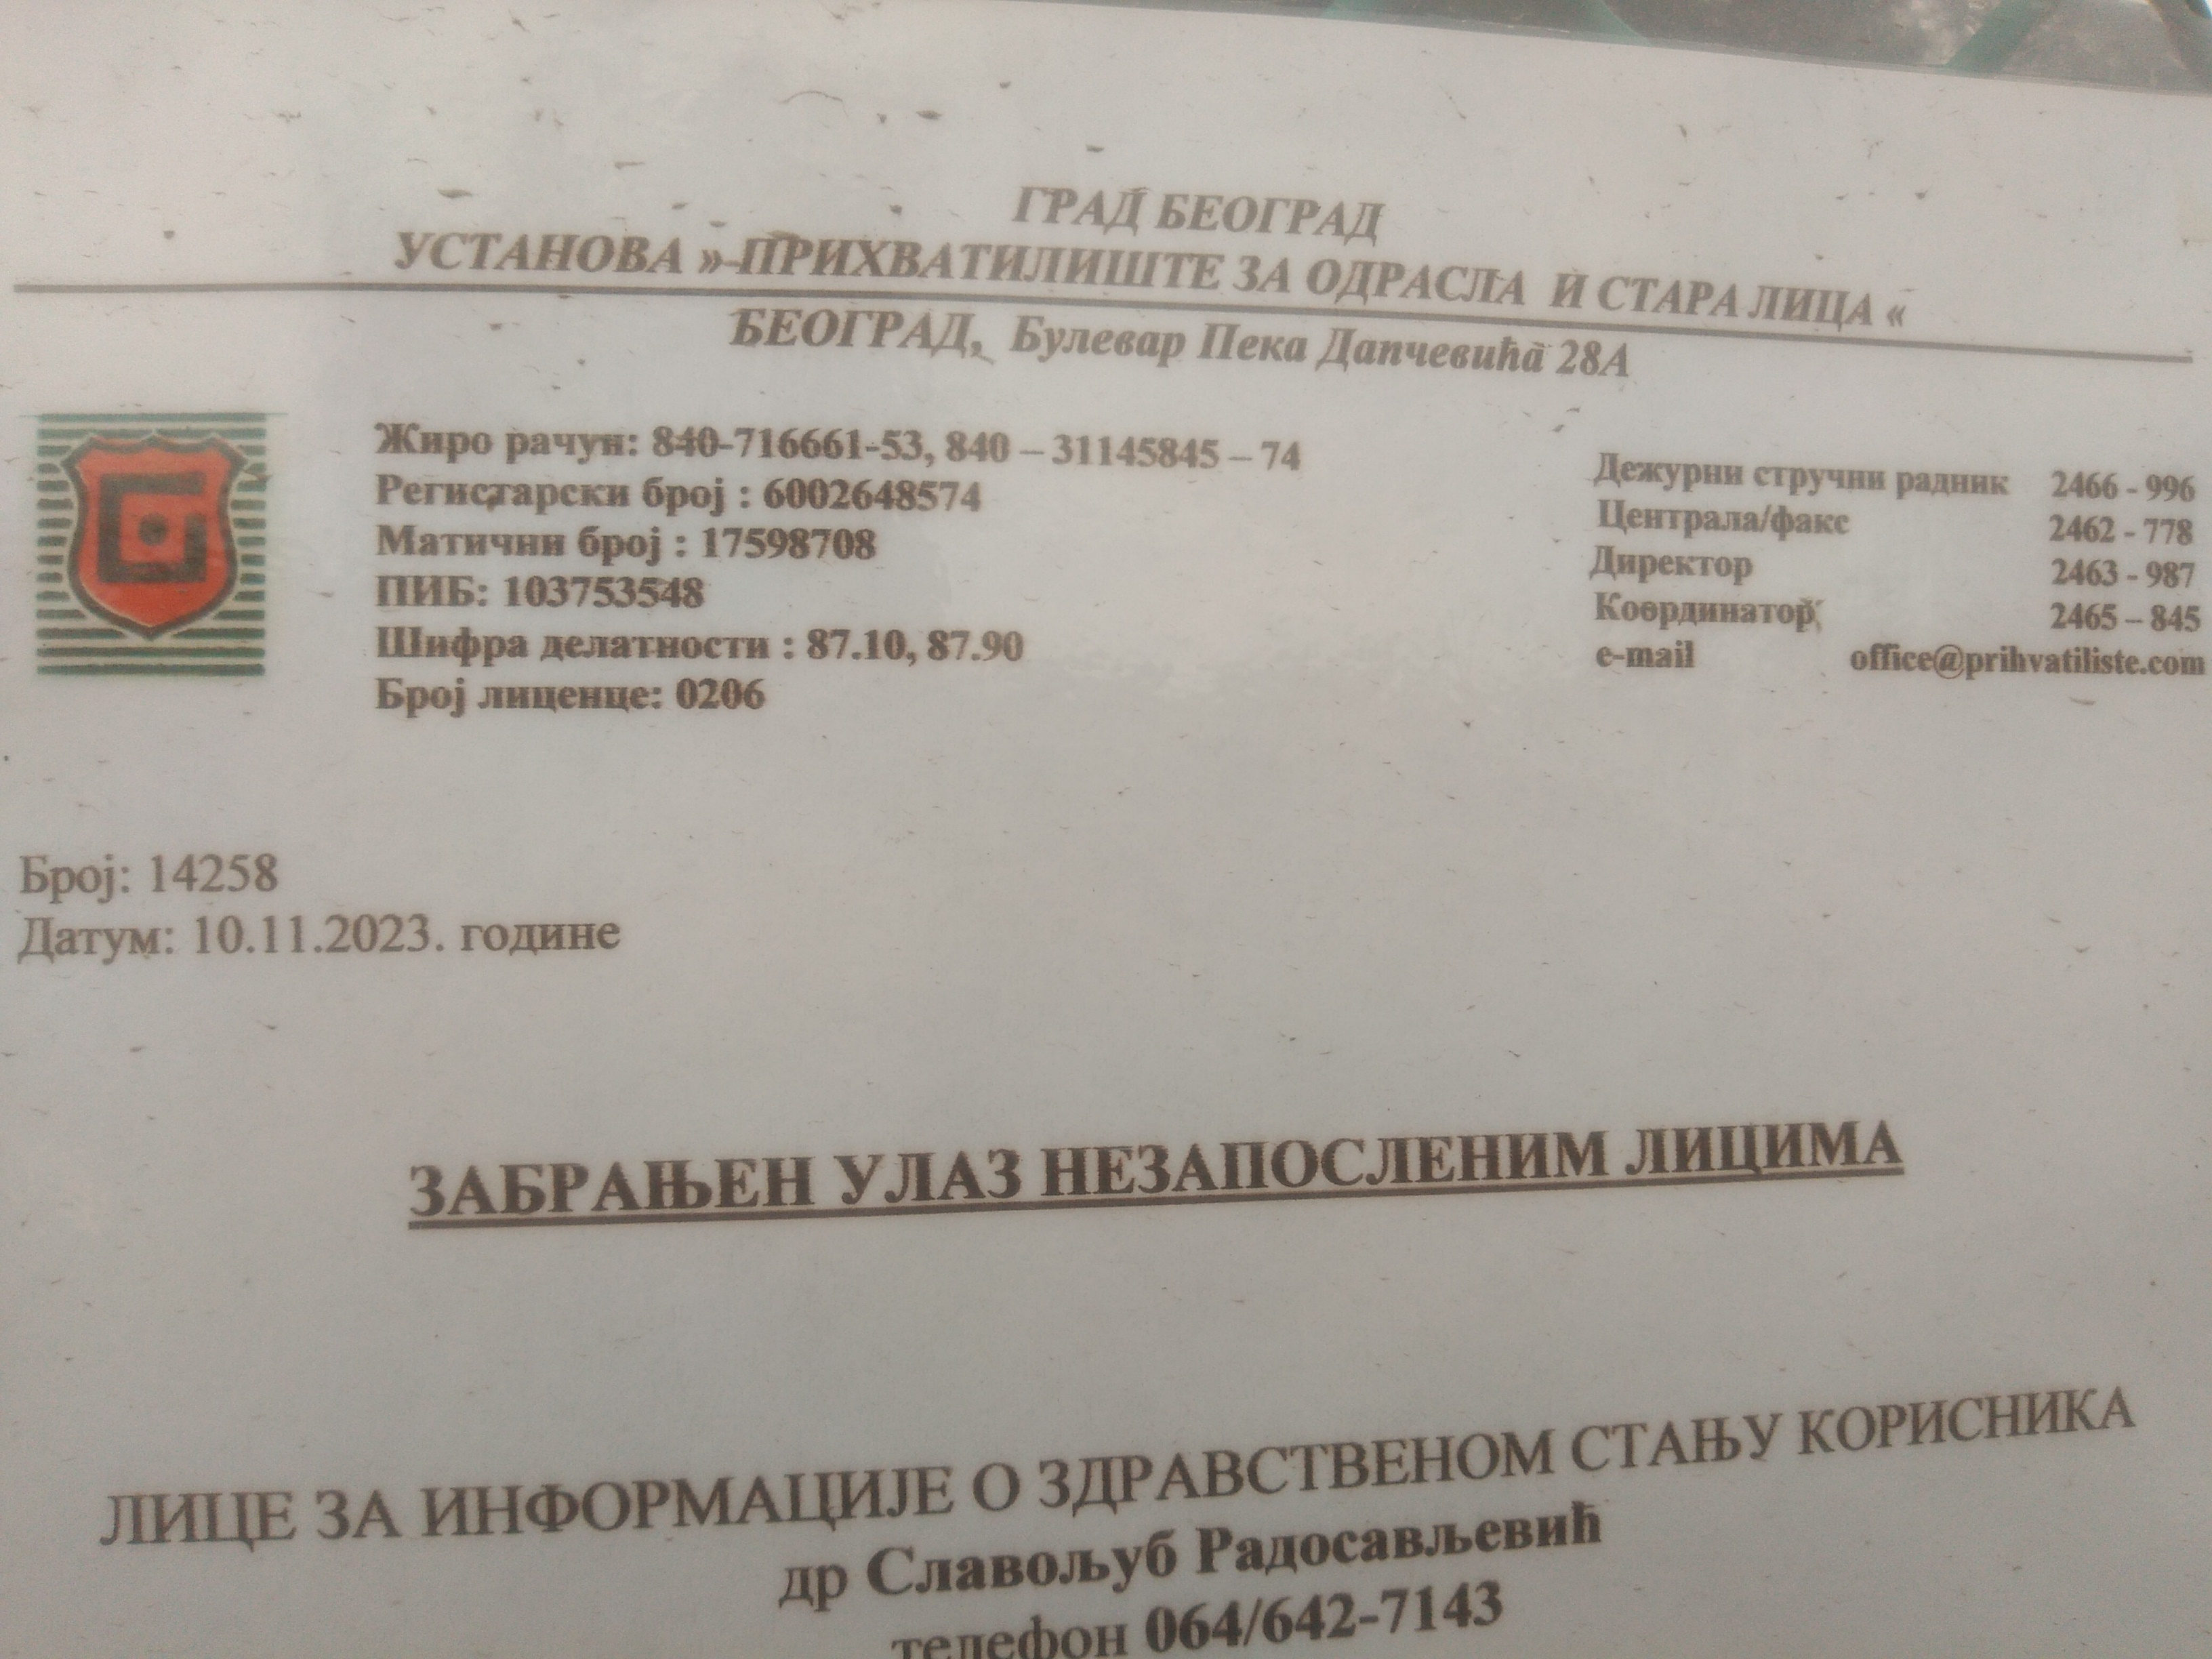 ГРАД БЕОГРАД
УСТАНОВА » ПРИХВАТИЛИШТЕ ЗА ОДРАСЛА И СТАРА ЛИЦА «
БЕОГРАД, Булевар Пека Дапчевића 28А
Жиро рачун: 840-716661-53, 840 – 31145845 – 74
Регистарски број : 6002648574
Матични број : 17598708
ПИБ: 103753548
Шифра делатности : 87.10, 87.90
Број лиценце: 0206
Дежурни стручни радник 2466 - 996
Централа/факс 2462 - 778
Директор 2463 - 987
Координатор 2465 – 845
e-mail office@prihvatiliste.com
Број: 14258
Датум: 10.11.2023. године
ЗАБРАЊЕН УЛАЗ НЕЗАПОСЛЕНИМ ЛИЦИМА
ЛИЦЕ ЗА ИНФОРМАЦИЈЕ О ЗДРАВСТВЕНОМ СТАЊУ КОРИСНИКА
др Славољуб Радосављевић
телефон 064/642-7143